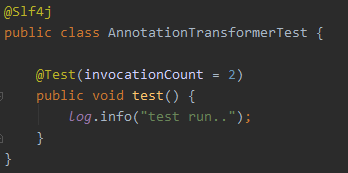 @Slf4j
public class AnnotationTransformerTest {
@Test(invocationCount = 2)
public void test() {
log.info("test run..");
}
}